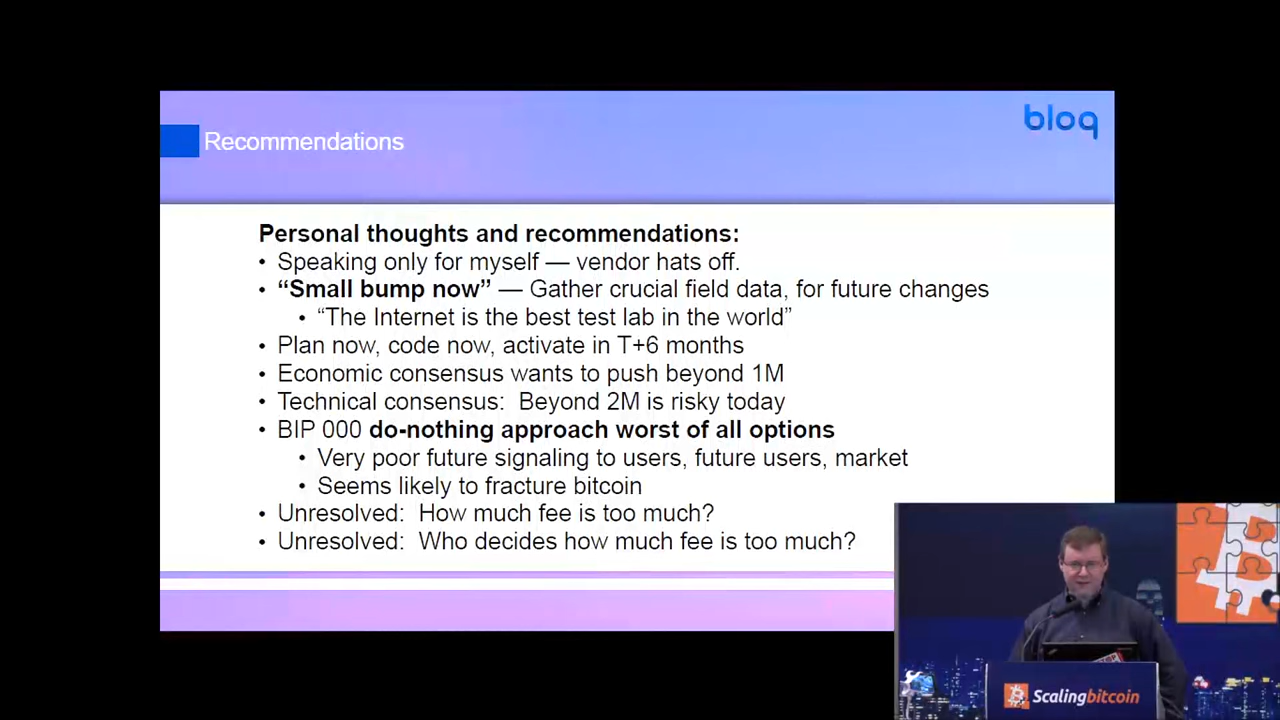 bloq
Recommendations
Personal thoughts and recommendations:
• Speaking only for myself — vendor hats off.
• “Small bump now” — Gather crucial field data, for future changes
• “The Internet is the best test lab in the world”
• Plan now, code now, activate in T+6 months
• Economic consensus wants to push beyond 1M
• Technical consensus:  Beyond 2M is risky today
• BIP 000 do-nothing approach worst of all options
• Very poor future signaling to users, future users, market
• Seems likely to fracture bitcoin
• Unresolved:  How much fee is too much?
• Unresolved:  Who decides how much fee is too much?
Scalingbitcoin